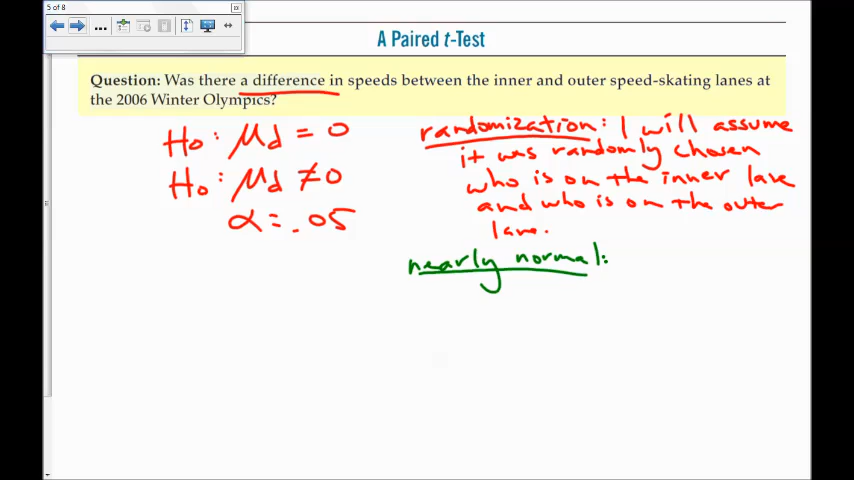 5 of 8
A Paired t-Test
Question: Was there a difference in speeds between the inner and outer speed-skating lanes at
the 2006 Winter Olympics?
Ho: μd = 0
Ho: μd ≠ 0
α = .05
randomization: I will assume
it was randomly chosen
who is on the inner lane
and who is on the outer
lane.
nearly normal: